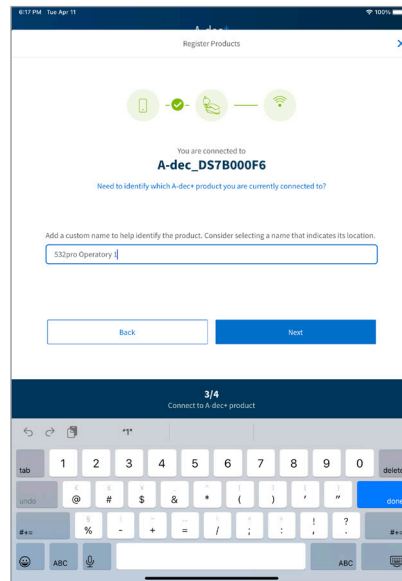 6:17 PM Tue Apr 11
100%
Register Products
You are connected to
A-dec_DS7B000F6
Need to identify which A-dec+ product you are currently connected to?
Add a custom name to help identify the product. Consider selecting a name that indicates its location.
532pro Operatory 1
Back
Next
3/4
Connect to A-dec+ product
"1"
tab 1 2 3 4 5 6 7 8 9 0 delete
undo @ # $ & * ( ) ' " done
#+= % - + = / ; : ! , ? . #+=
ABC ABC